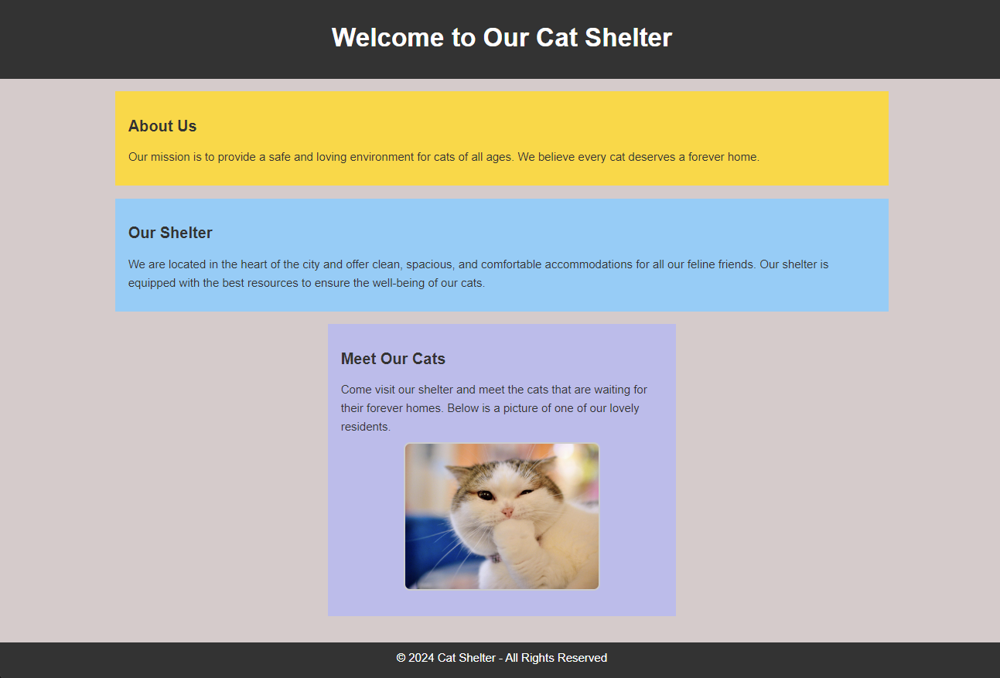 Welcome to Our Cat Shelter
About Us
Our mission is to provide a safe and loving environment for cats of all ages. We believe every cat deserves a forever home.
Our Shelter
We are located in the heart of the city and offer clean, spacious, and comfortable accommodations for all our feline friends. Our shelter is
equipped with the best resources to ensure the well-being of our cats.
Meet Our Cats
Come visit our shelter and meet the cats that are waiting for
their forever homes. Below is a picture of one of our lovely
residents.
© 2024 Cat Shelter - All Rights Reserved